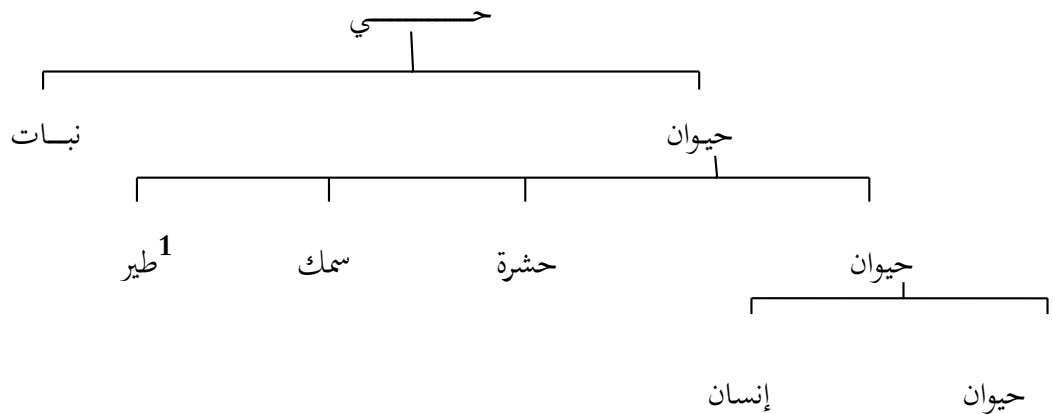 حـــــــي
حيوان نبـــات
حيوان حشرة سمك طير1
حيوان إنسان